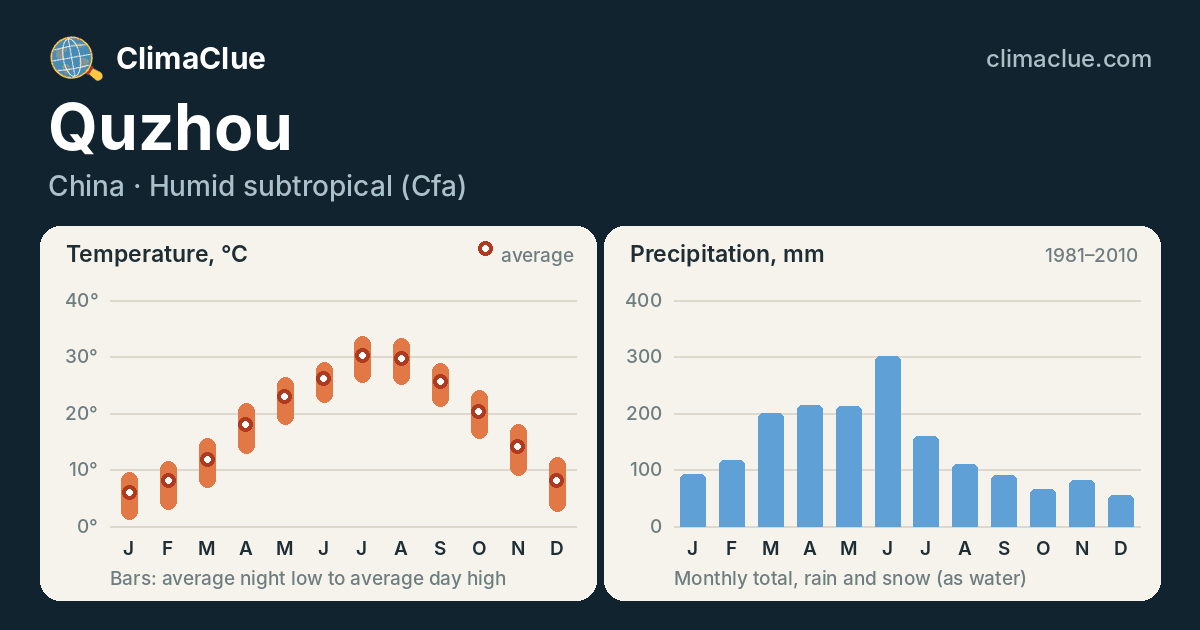 ClimaClue
climaclue.com
Quzhou
China · Humid subtropical (Cfa)
Temperature, °C
average
40°
30°
20°
10°
0°
J F M A M J J A S O N D
Bars: average night low to average day high
Precipitation, mm
1981–2010
400
300
200
100
0
J F M A M J J A S O N D
Monthly total, rain and snow (as water)